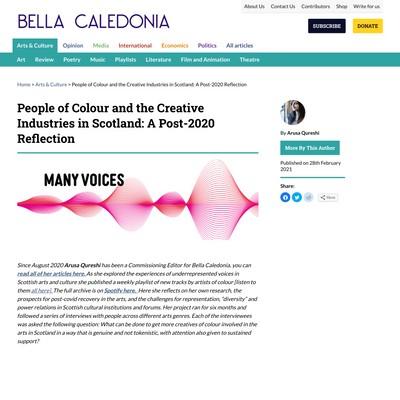 About Us Contact Us Contributors Shop Write for us
BELLA CALEDONIA
SUBSCRIBE DONATE
Arts & Culture Opinion Media International Economics Politics All articles
Art Review Poetry Music Playlists Literature Film and Animation Theatre
Home » Arts & Culture » People of Colour and the Creative Industries in Scotland: A Post-2020 Reflection
People of Colour and the Creative
Industries in Scotland: A Post-2020
Reflection
MANY VOICES
Since August 2020 Arusa Qureshi has been a Commissioning Editor for Bella Caledonia, you can
read all of her articles here. As she explored the experiences of underrepresented voices in
Scottish arts and culture she published a weekly playlist of new tracks by artists of colour [listen to
them all here]. The full archive is on Spotify here. Here she reflects on her own research, the
prospects for post-covid recovery in the arts, and the challenges for representation, "diversity" and
power relations in Scottish cultural institutions and forums. Her project ran for six months and
followed a series of interviews with people across different arts genres. Each of the interviewees
was asked the following question: What can be done to get more creatives of colour involved in the
arts in Scotland in a way that is genuine and not tokenistic, with attention also given to sustained
support?
By Arusa Qureshi
More By This Author
Published on 28th February
2021
Share:
More